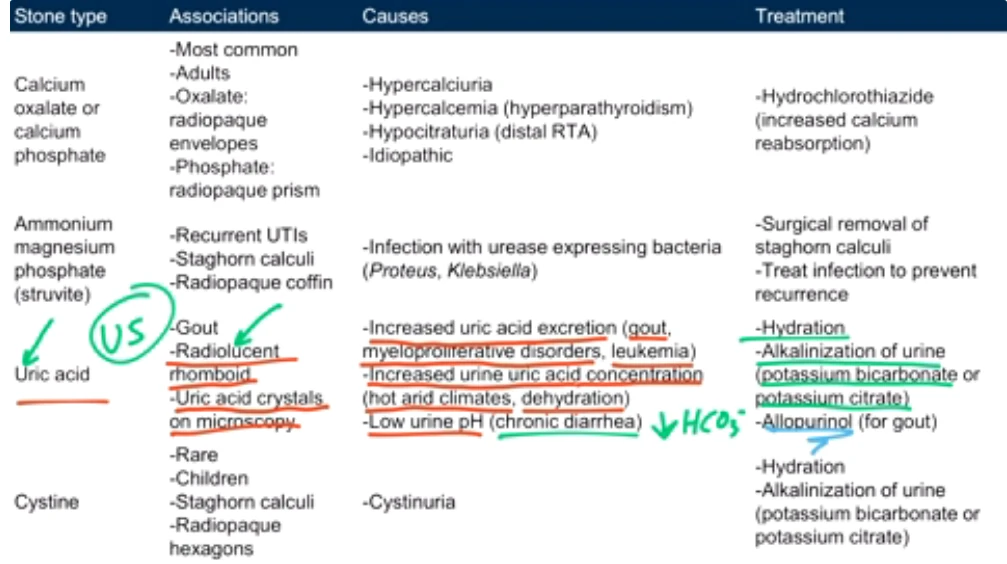 Stone type Associations Causes Treatment
Calcium
oxalate or
calcium
phosphate
-Most common
-Adults
-Oxalate:
radiopaque
envelopes
-Phosphate:
radiopaque prism
-Hypercalciuria
-Hypercalcemia (hyperparathyroidism)
-Hypocitraturia (distal RTA)
-Idiopathic
-Hydrochlorothiazide
(increased calcium
reabsorption)
Ammonium
magnesium
phosphate
(struvite)
-Recurrent UTIs
-Staghorn calculi
-Radiopaque coffin
-Infection with urease expressing bacteria
(Proteus, Klebsiella)
-Surgical removal of
staghorn calculi
-Treat infection to prevent
recurrence
Uric acid
US
-Gout
-Radiolucent
rhomboid
-Uric acid crystals
on microscopy
-Increased uric acid excretion (gout,
myeloproliferative disorders, leukemia)
-Increased urine uric acid concentration
(hot arid climates, dehydration)
-Low urine pH (chronic diarrhea) ↓HCO₃⁻
-Hydration
-Alkalinization of urine
(potassium bicarbonate or
potassium citrate)
-Allopurinol (for gout)
Cystine
-Rare
-Children
-Staghorn calculi
-Radiopaque
hexagons
-Cystinuria
-Hydration
-Alkalinization of urine
(potassium bicarbonate or
potassium citrate)